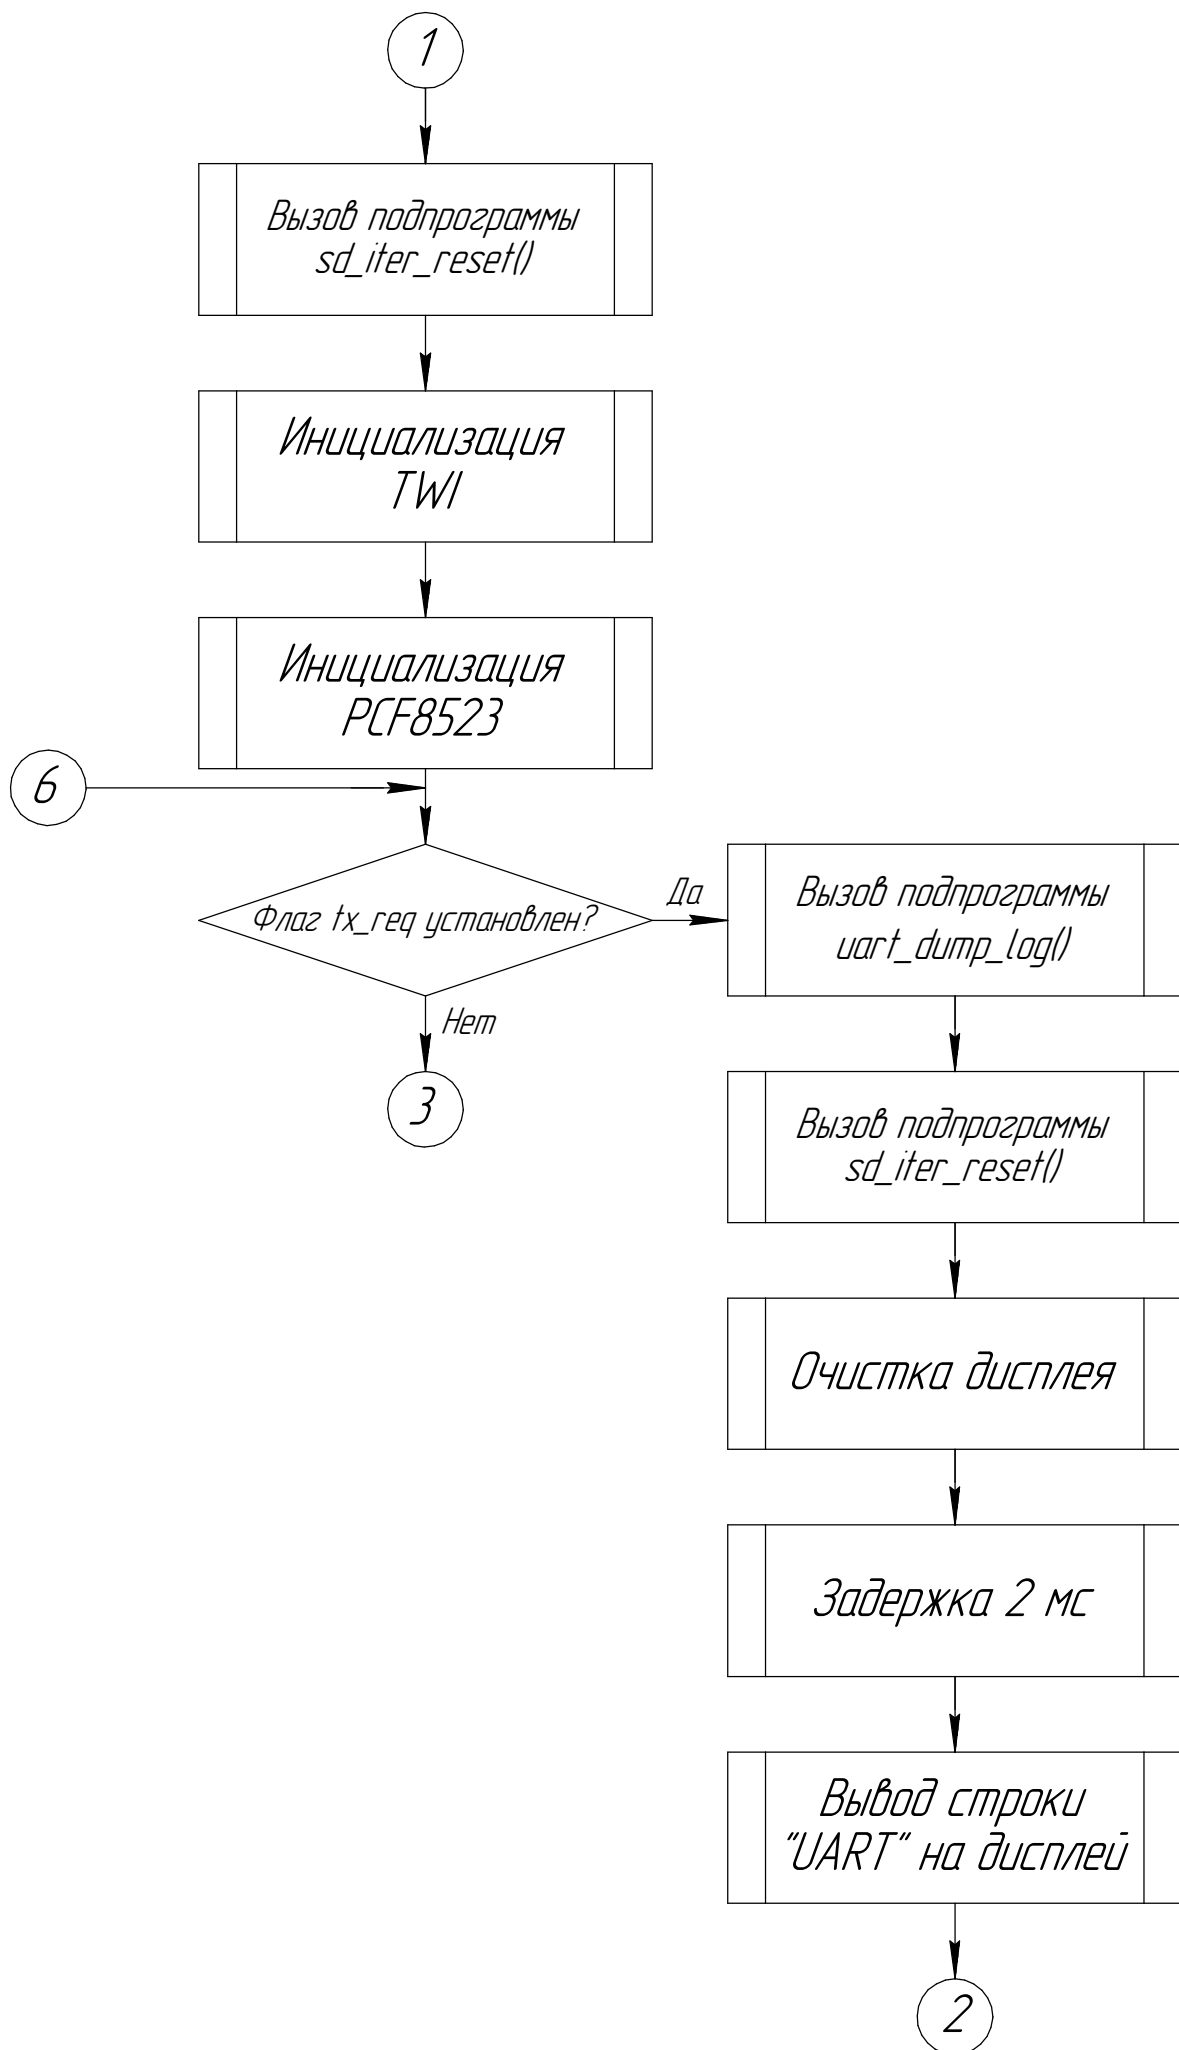 1
Вызов подпрограммы
sd_iter_reset()
Инициализация
TWI
Инициализация
PCF8523
6
Флаг tx_req установлен?
Да
Нет
3
Вызов подпрограммы
uart_dump_log()
Вызов подпрограммы
sd_iter_reset()
Очистка дисплея
Задержка 2 мс
Вывод строки
"UART" на дисплей
2